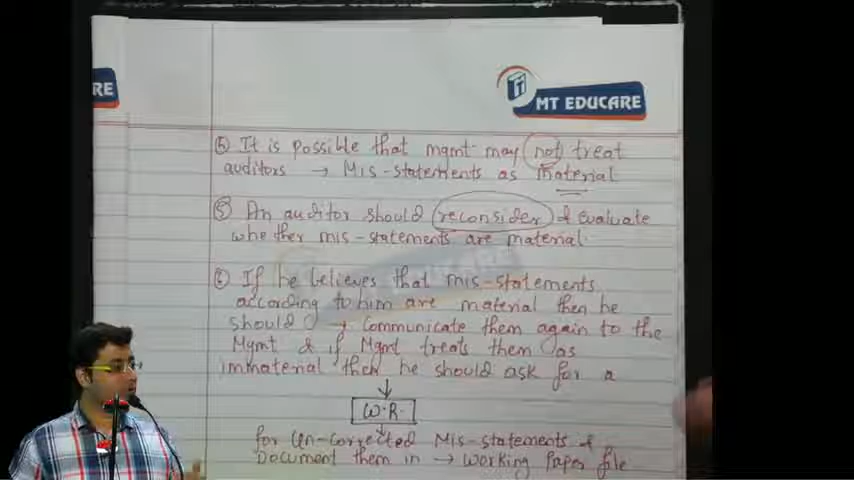 RE
MT EDUCARE
⑤ It is possible that mgmt may not treat
auditors → Mis-statements as material
⑤ An auditor should reconsider & evaluate
whether mis-statements are material.
⑥ If he believes that mis-statements
according to him are material then he
should → communicate them again to the
Mgmt & if Mgmt treats them as
immaterial then he should ask for a
W.R.
for Un-corrected Mis-statements &
Document them in → working Paper file